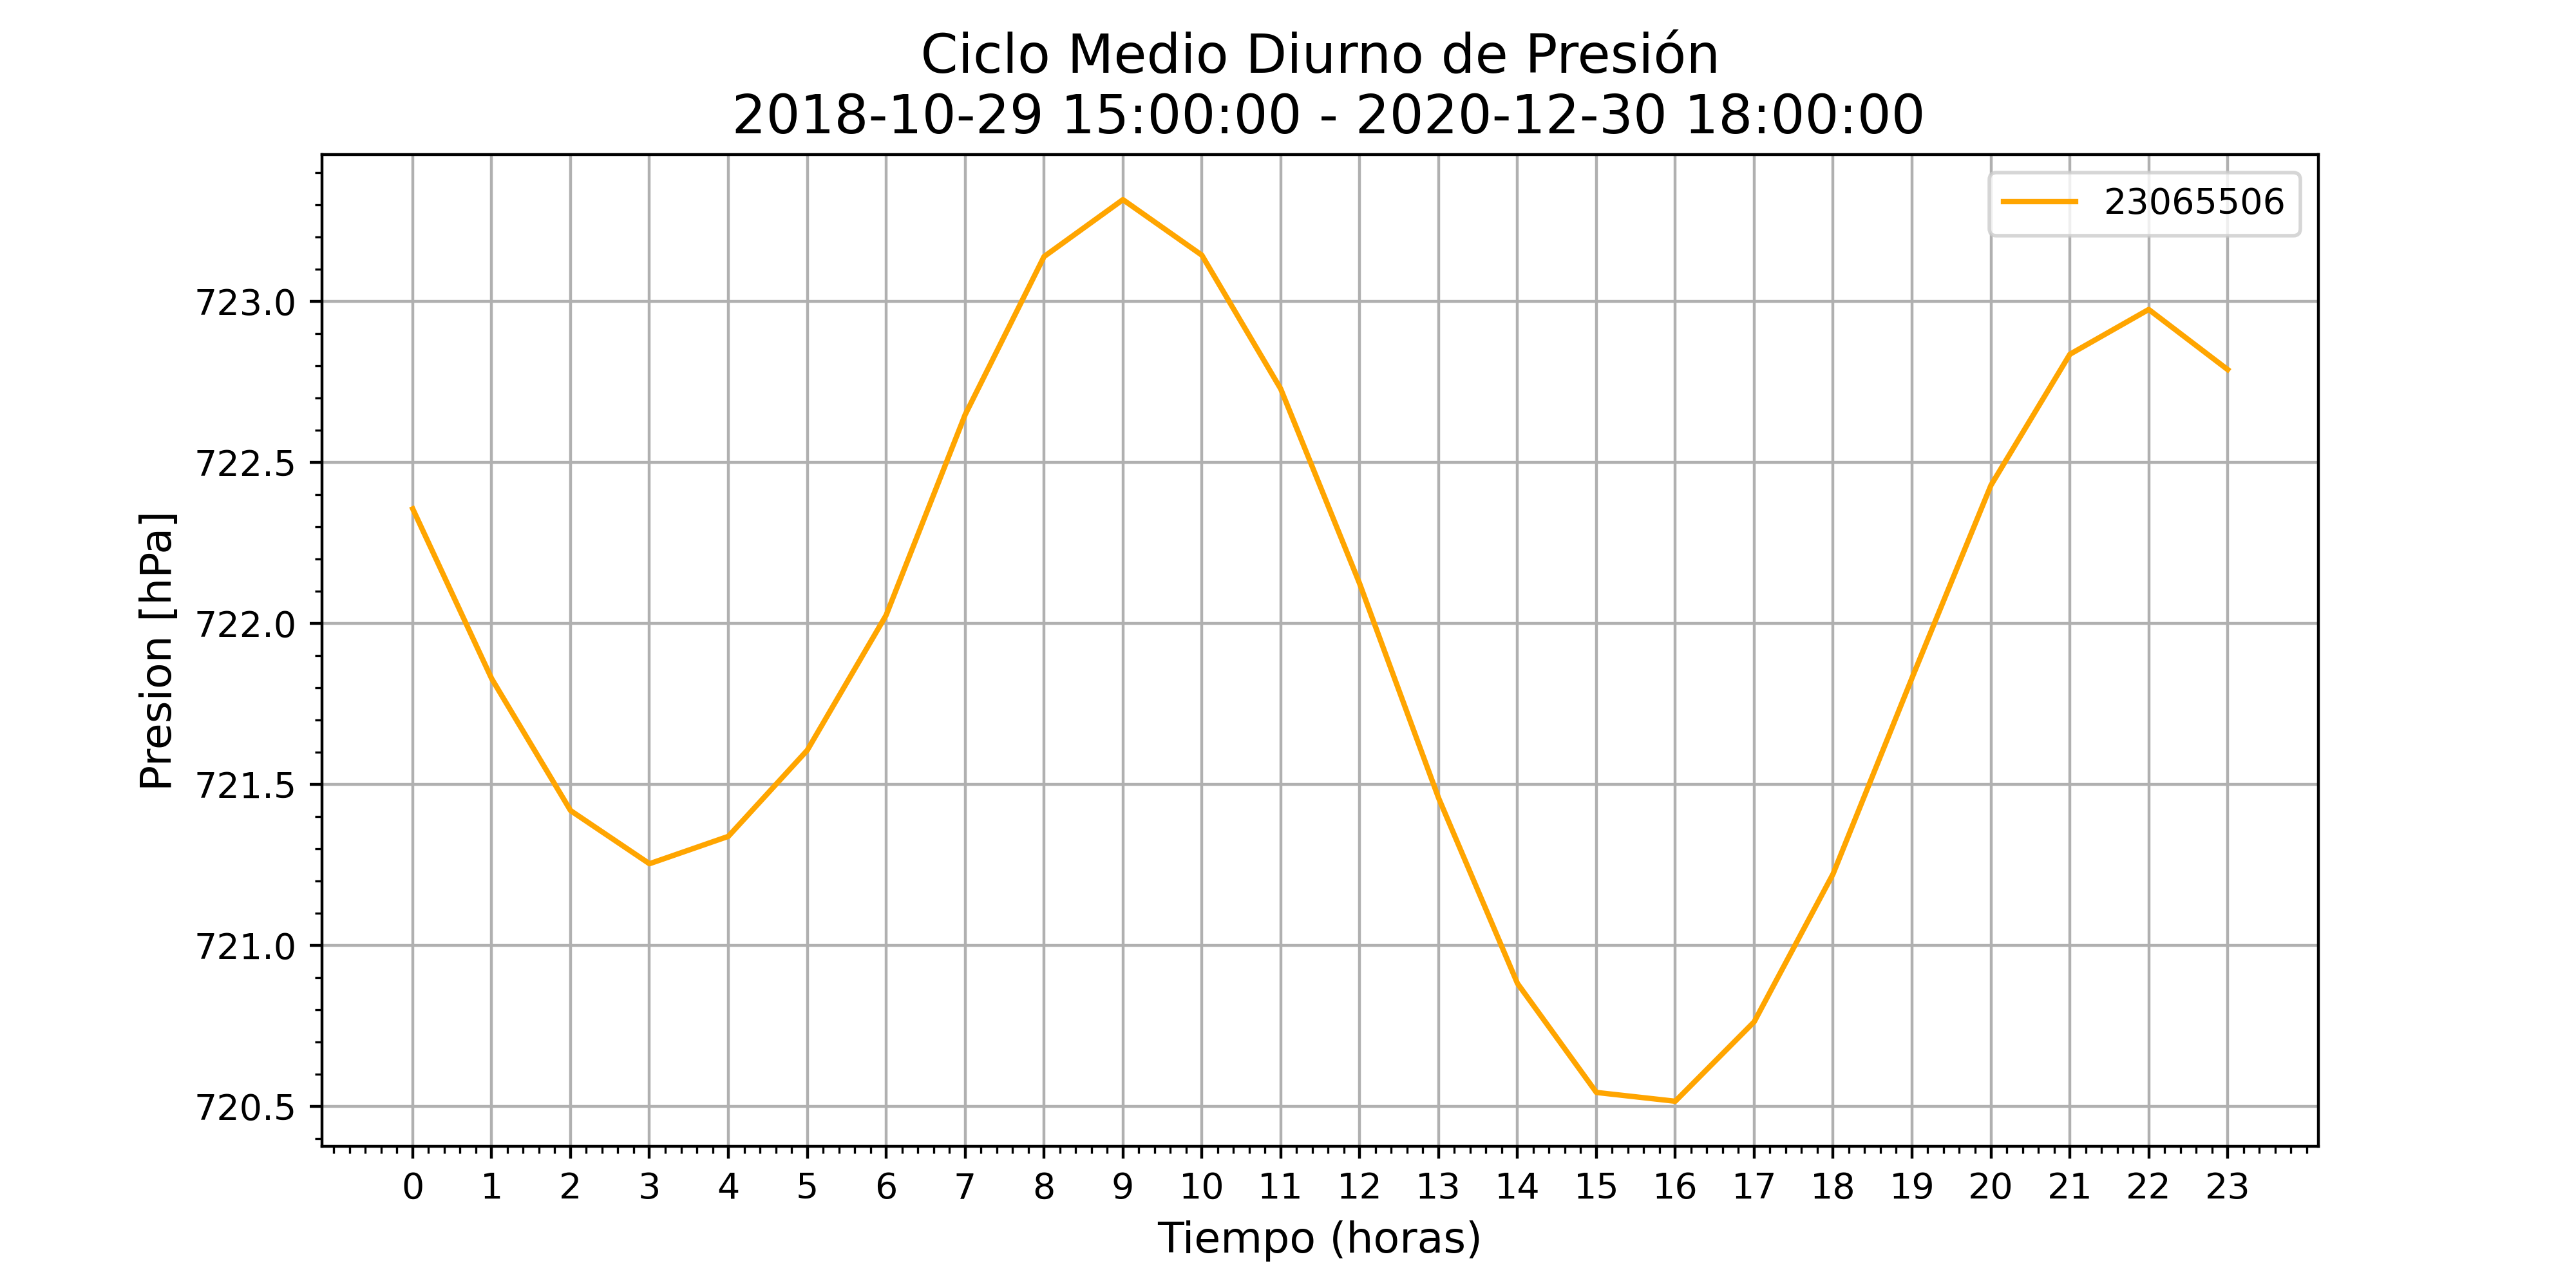 Ciclo Medio Diurno de Presión
2018-10-29 15:00:00 - 2020-12-30 18:00:00
23065506
Presion [hPa]
723.0
722.5
722.0
721.5
721.0
720.5
0 1 2 3 4 5 6 7 8 9 10 11 12 13 14 15 16 17 18 19 20 21 22 23
Tiempo (horas)